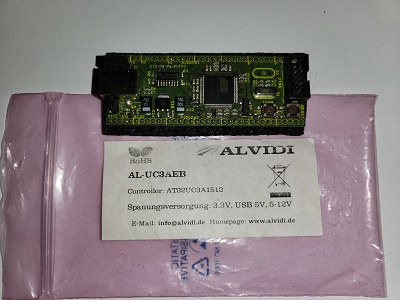 RoHS
ALVIDI
AL-UC3AEB
Controller: AT32UC3A1512
Spanungsversorgung: 3.3V, USB 5V, 5-12V
E-Mail: info@alvidi.de Homepage: www.alvidi.de